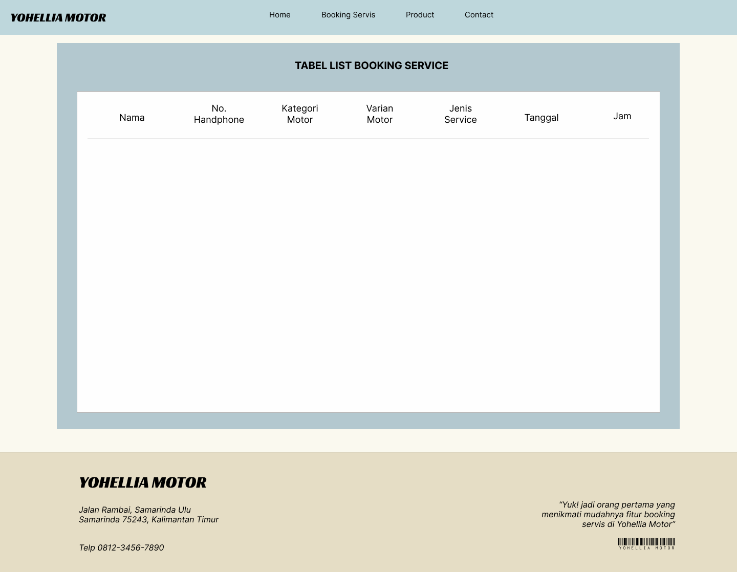 YOHELLIA MOTOR
Home
Booking Servis
Product
Contact
TABEL LIST BOOKING SERVICE
Nama
No.
Handphone
Kategori
Motor
Varian
Motor
Jenis
Service
Tanggal
Jam
YOHELLIA MOTOR
Jalan Rambai, Samarinda Ulu
Samarinda 75243, Kalimantan Timur
Telp 0812-3456-7890
"Yuk! jadi orang pertama yang
menikmati mudahnya fitur booking
servis di Yohellia Motor"
YOHELLIA MOTOR